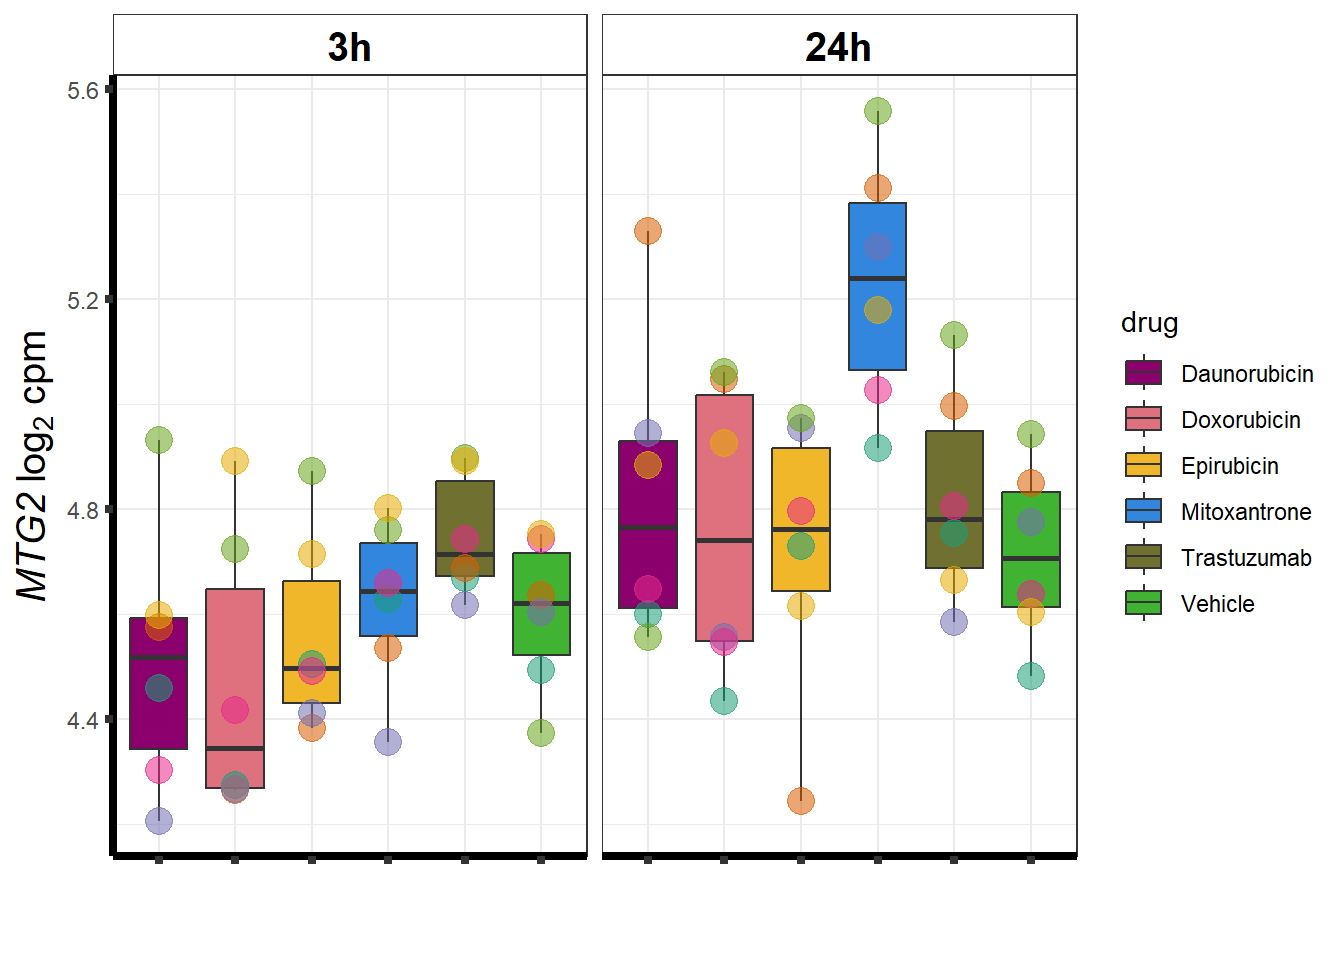 3h
24h
5.6
5.2
4.8
4.4
MTG2 log2 cpm
drug
Daunorubicin
Doxorubicin
Epirubicin
Mitoxantrone
Trastuzumab
Vehicle